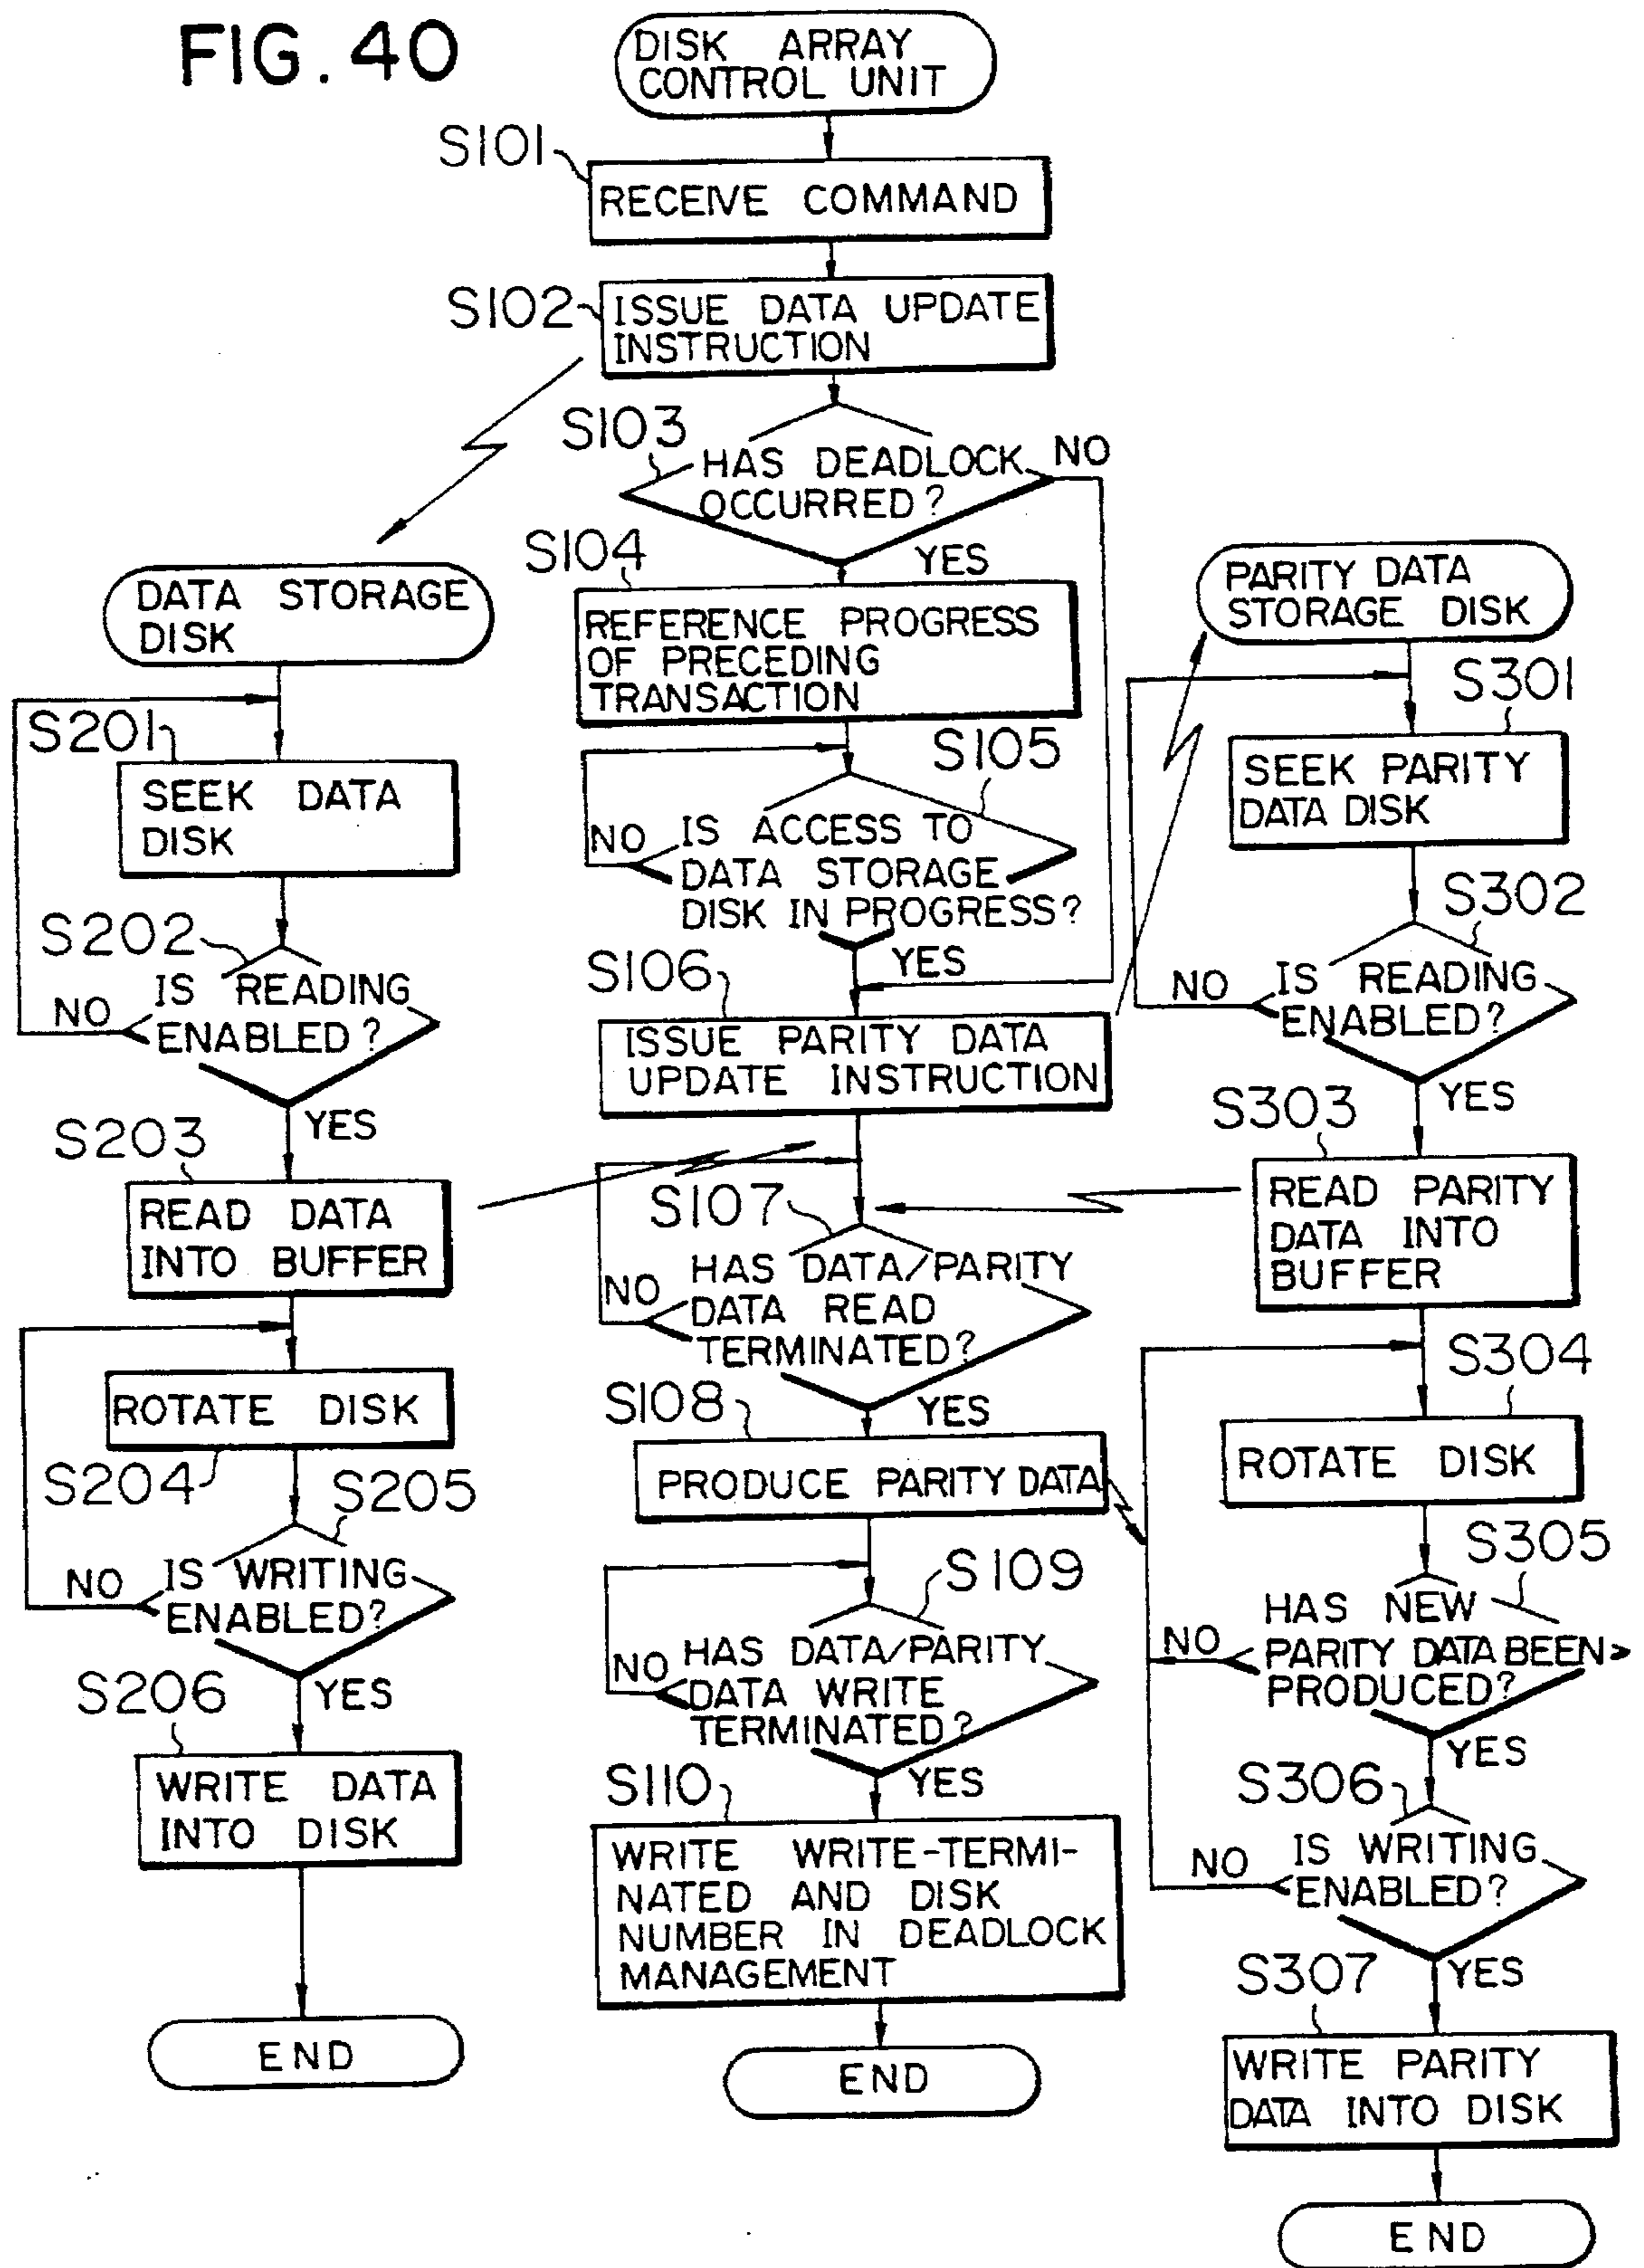 FIG. 40
DISK ARRAY
CONTROL UNIT
S101
RECEIVE COMMAND
S102
ISSUE DATA UPDATE
INSTRUCTION
S103
HAS DEADLOCK
OCCURRED?
NO
YES
S104
REFERENCE PROGRESS
OF PRECEDING
TRANSACTION
S105
IS ACCESS TO
DATA STORAGE
DISK IN PROGRESS?
NO
YES
S106
ISSUE PARITY DATA
UPDATE INSTRUCTION
S107
HAS DATA/PARITY
DATA READ
TERMINATED?
NO
YES
S108
PRODUCE PARITY DATA
S109
HAS DATA/PARITY
DATA WRITE
TERMINATED?
NO
YES
S110
WRITE WRITE-TERMI-
NATED AND DISK
NUMBER IN DEADLOCK
MANAGEMENT
END
DATA STORAGE
DISK
S201
SEEK DATA
DISK
S202
IS READING
ENABLED?
NO
YES
S203
READ DATA
INTO BUFFER
ROTATE DISK
S204
S205
IS WRITING
ENABLED?
NO
YES
S206
WRITE DATA
INTO DISK
END
PARITY DATA
STORAGE DISK
S301
SEEK PARITY
DATA DISK
S302
IS READING
ENABLED?
NO
YES
S303
READ PARITY
DATA INTO
BUFFER
S304
ROTATE DISK
S305
HAS NEW
PARITY DATA BEEN
PRODUCED?
NO
YES
S306
IS WRITING
ENABLED?
NO
YES
S307
WRITE PARITY
DATA INTO DISK
END